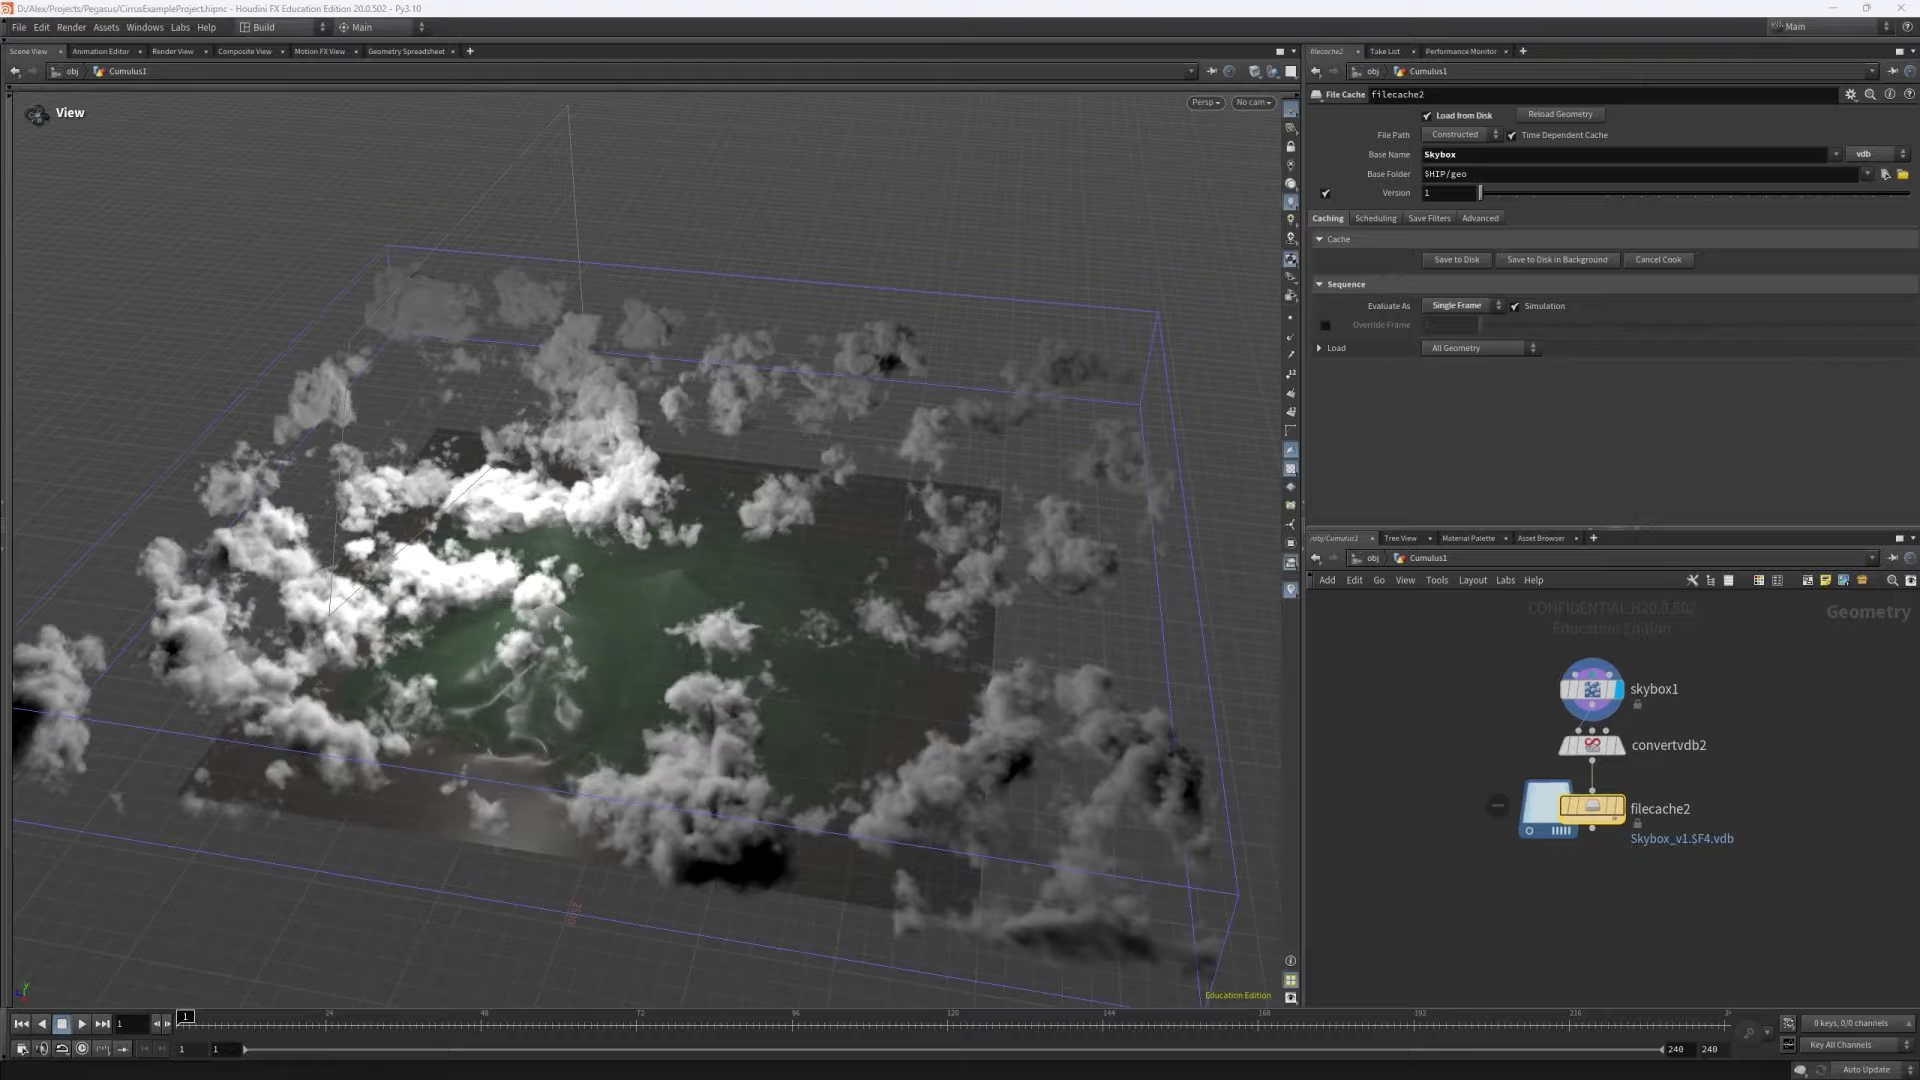 D:/Alex/Projects/Pegasus/CirrusExampleProject.hipnc - Houdini FX Education Edition 20.0.502 - Py3.10
File Edit Render Assets Windows Labs Help Build Main Main
Scene View Animation Editor Render View Composite View Motion FX View Geometry Spreadsheet
obj Cumulus1
View
Persp No cam
Education Edition
filecache2 Take List Performance Monitor
obj Cumulus1
File Cache filecache2
Load from Disk Reload Geometry
File Path Constructed Time Dependent Cache
Base Name Skybox vdb
Base Folder $HIP/geo
Version 1
Caching Scheduling Save Filters Advanced
Cache
Save to Disk Save to Disk in Background Cancel Cook
Sequence
Evaluate As Single Frame Simulation
Override Frame
Load All Geometry
/obj/Cumulus1 Tree View Material Palette Asset Browser
obj Cumulus1
Add Edit Go View Tools Layout Labs Help
CONFIDENTIAL H20.0.502
Education Edition
Geometry
skybox1
convertvdb2
filecache2
Skybox_v1.$F4.vdb
1 1 24 48 72 96 120 144 168 192 216
0 keys, 0/0 channels
1 1 240 240 Key All Channels
Auto Update